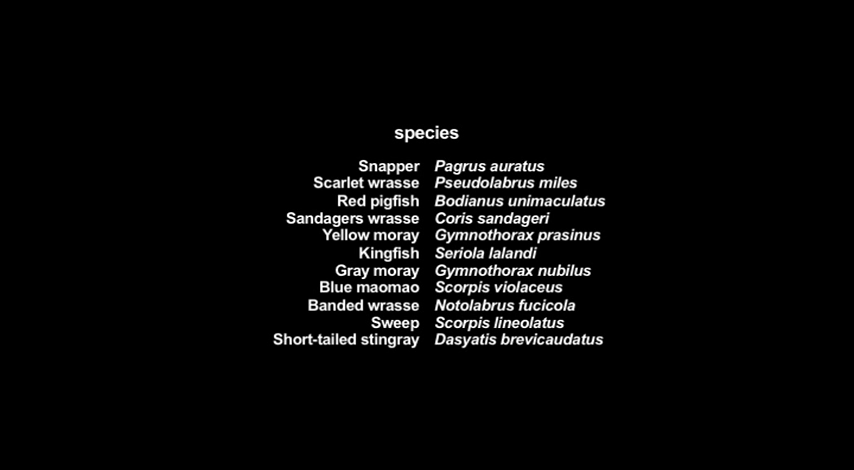 species
Snapper Pagrus auratus
Scarlet wrasse Pseudolabrus miles
Red pigfish Bodianus unimaculatus
Sandagers wrasse Coris sandageri
Yellow moray Gymnothorax prasinus
Kingfish Seriola lalandi
Gray moray Gymnothorax nubilus
Blue maomao Scorpis violaceus
Banded wrasse Notolabrus fucicola
Sweep Scorpis lineolatus
Short-tailed stingray Dasyatis brevicaudatus